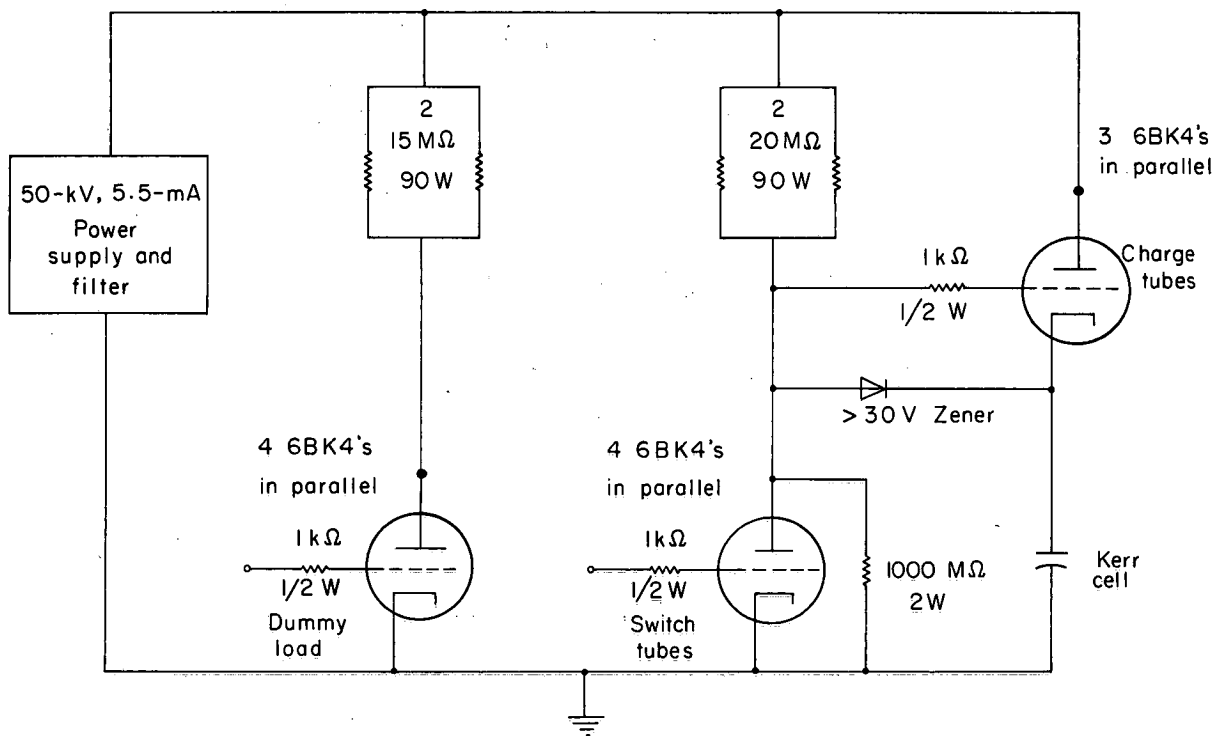 50-kV, 5.5-mA
Power
supply and
filter
2
15 MΩ
90 W
2
20 MΩ
90 W
3 6BK4's
in parallel
1 kΩ
1/2 W
Charge
tubes
> 30 V Zener
4 6BK4's
in parallel
1 kΩ
1/2 W
Dummy
load
4 6BK4's
in parallel
1 kΩ
1/2 W
Switch
tubes
1000 MΩ
2 W
Kerr
cell